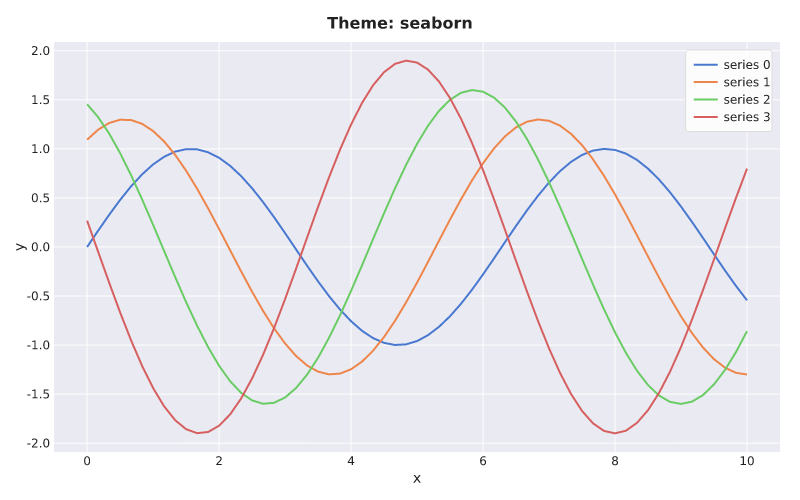 Theme: seaborn
2.0
1.5
1.0
0.5
0.0
-0.5
-1.0
-1.5
-2.0
y
series 0
series 1
series 2
series 3
0 2 4 6 8 10
x